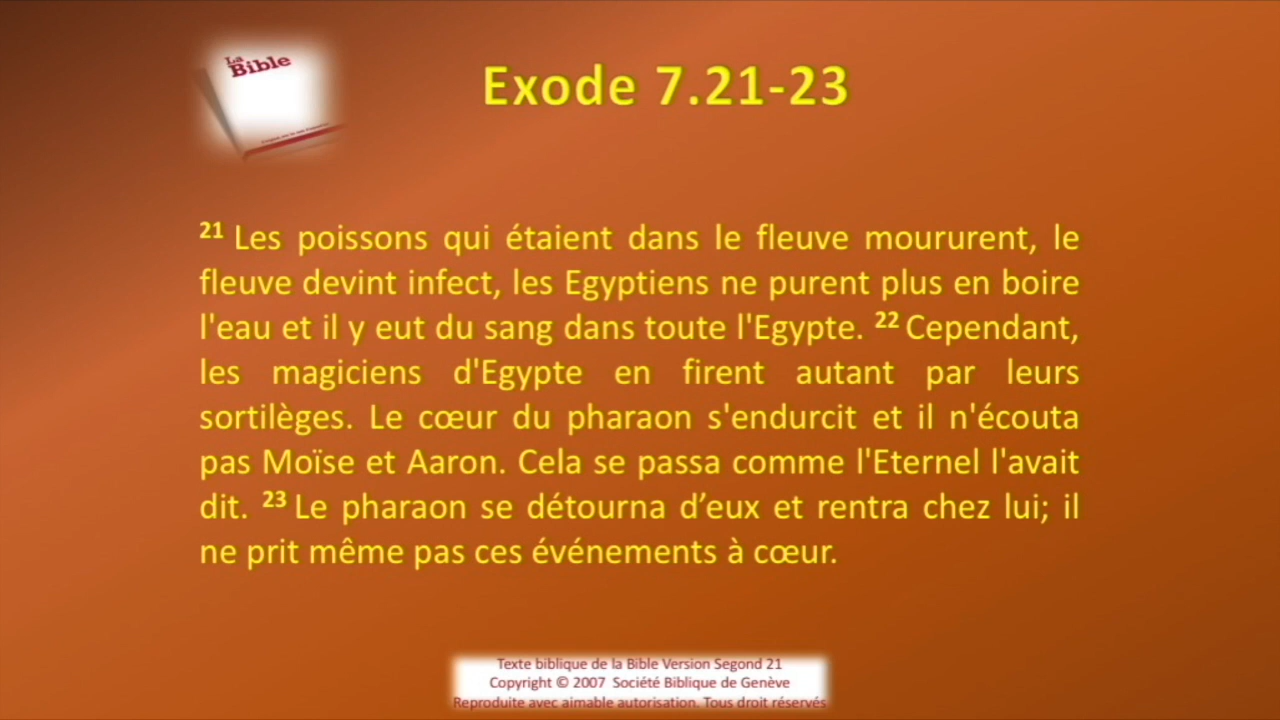 La
Bible
Exode 7.21-23
21 Les poissons qui étaient dans le fleuve moururent, le
fleuve devint infect, les Egyptiens ne purent plus en boire
l'eau et il y eut du sang dans toute l'Egypte. 22 Cependant,
les magiciens d'Egypte en firent autant par leurs
sortilèges. Le cœur du pharaon s'endurcit et il n'écouta
pas Moïse et Aaron. Cela se passa comme l'Eternel l'avait
dit. 23 Le pharaon se détourna d’eux et rentra chez lui; il
ne prit même pas ces événements à cœur.
Texte biblique de la Bible Version Segond 21
Copyright © 2007 Société Biblique de Genève
Reproduite avec aimable autorisation. Tous droit réservés